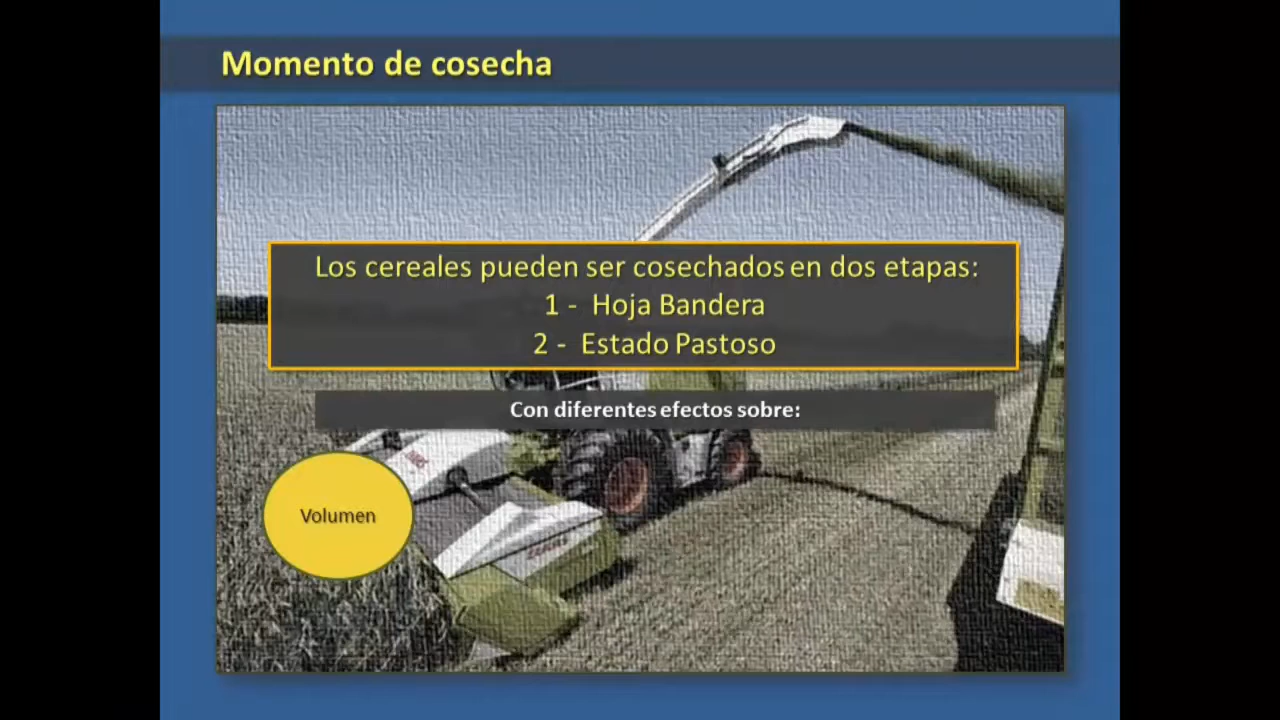 Momento de cosecha
Los cereales pueden ser cosechados en dos etapas:
1 - Hoja Bandera
2 - Estado Pastoso
Con diferentes efectos sobre:
Volumen